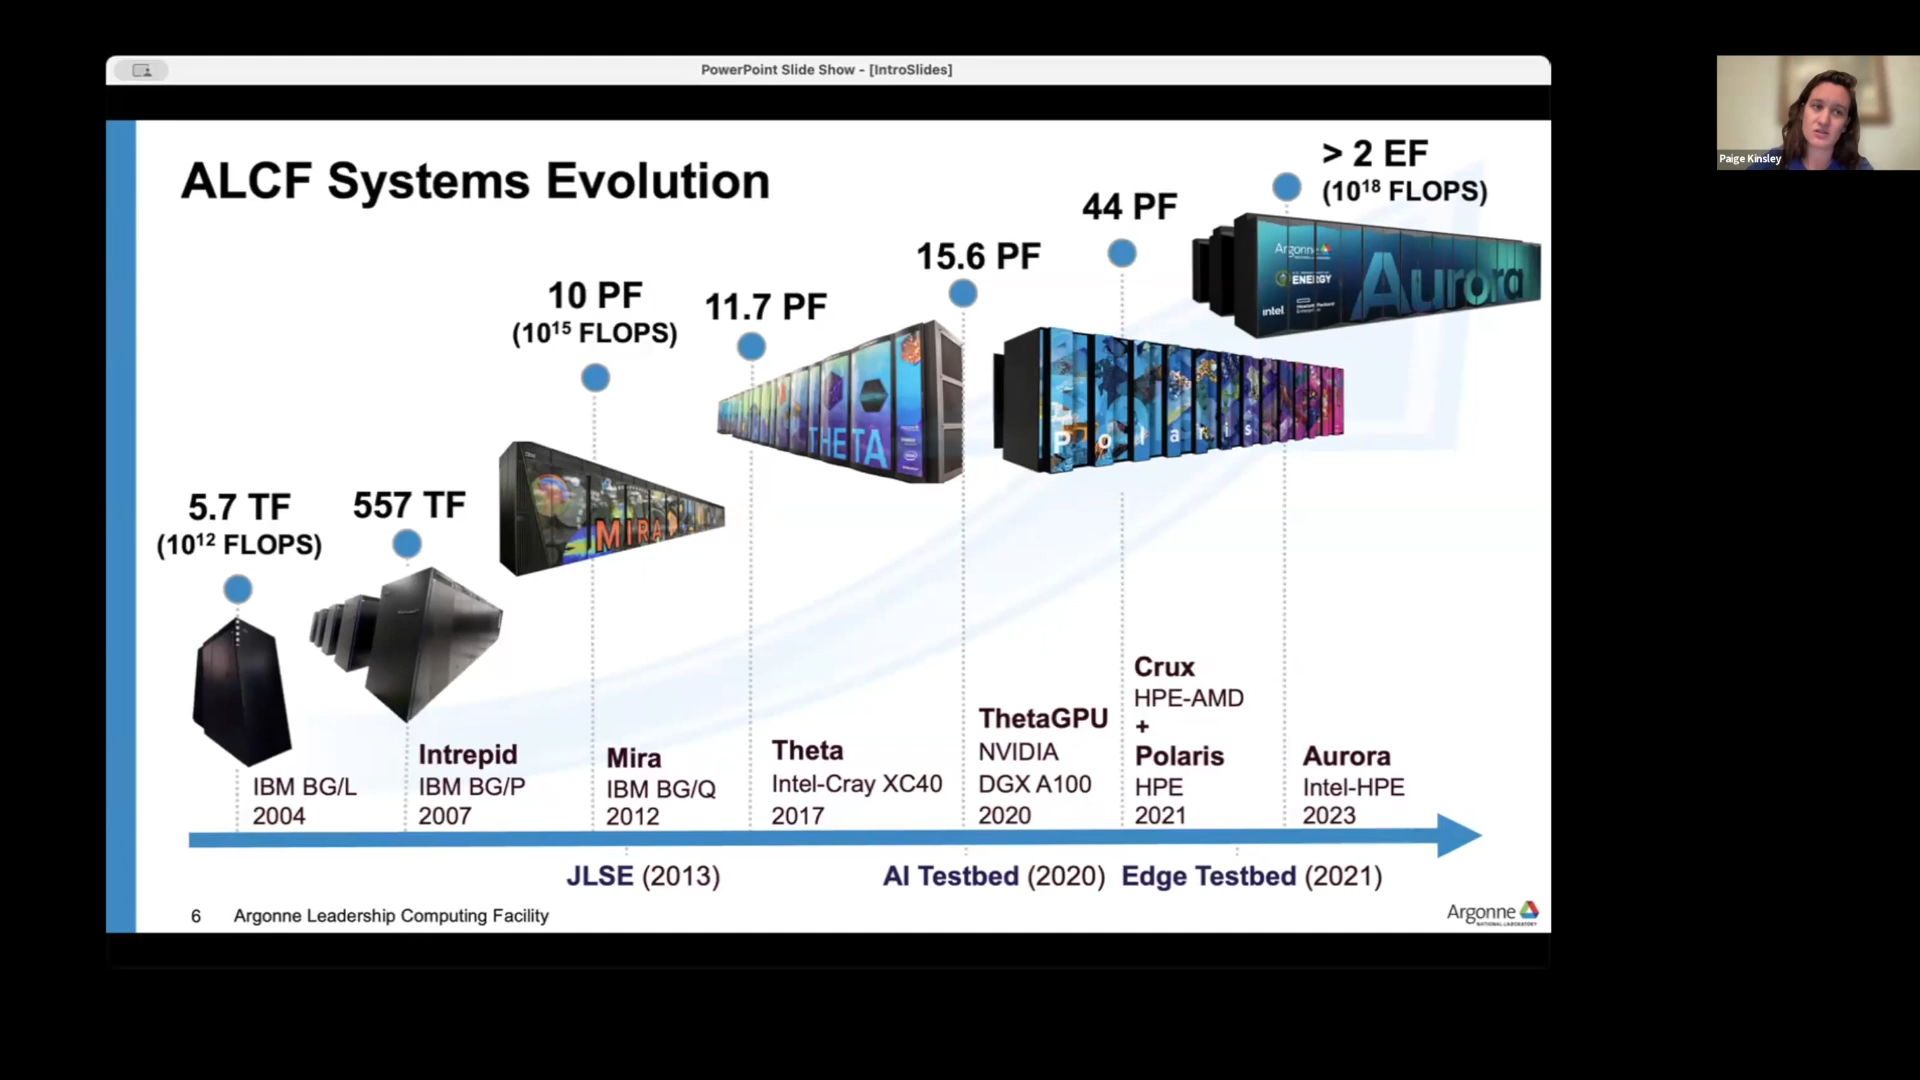 PowerPoint Slide Show - [IntroSlides]
Paige Kinsley
ALCF Systems Evolution
5.7 TF
(10¹² FLOPS)
557 TF
10 PF
(10¹⁵ FLOPS)
11.7 PF
15.6 PF
44 PF
> 2 EF
(10¹⁸ FLOPS)
MIRA
THETA
Polaris
Argonne
ENERGY
intel
Hewlett Packard
Enterprise
Aurora
IBM BG/L
2004
Intrepid
IBM BG/P
2007
Mira
IBM BG/Q
2012
Theta
Intel-Cray XC40
2017
ThetaGPU
NVIDIA
DGX A100
2020
Crux
HPE-AMD
+
Polaris
HPE
2021
Aurora
Intel-HPE
2023
JLSE (2013)
AI Testbed (2020)
Edge Testbed (2021)
6 Argonne Leadership Computing Facility
Argonne
NATIONAL LABORATORY